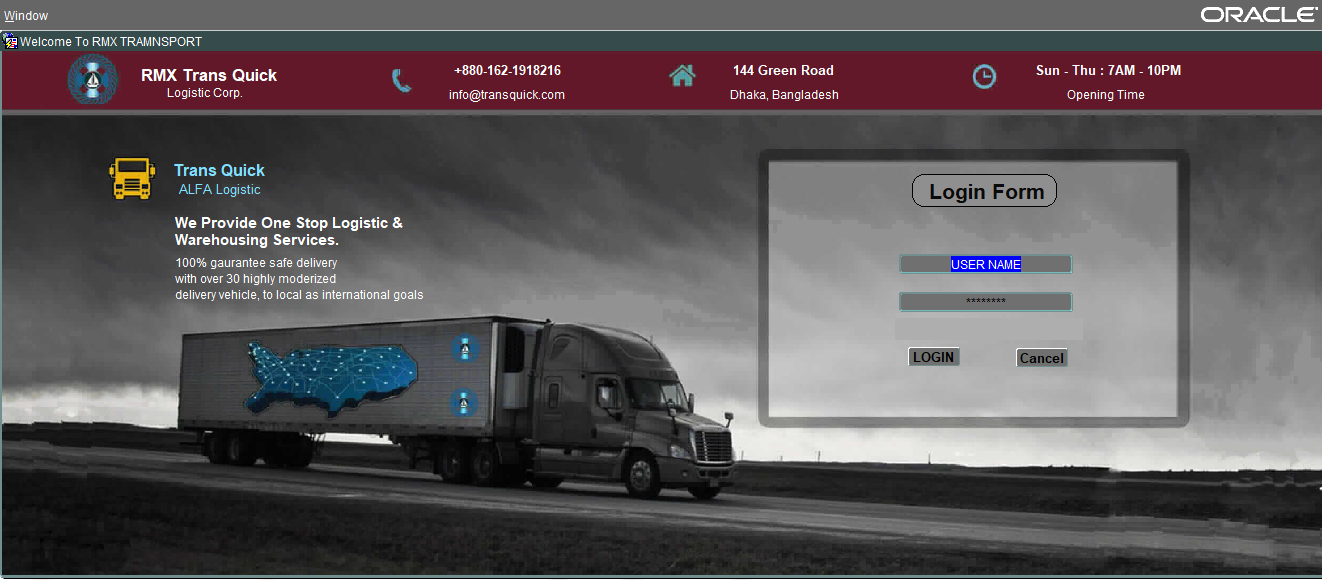 Window
ORACLE
Welcome To RMX TRAMNSPORT
RMX Trans Quick
Logistic Corp.
+880-162-1918216
info@transquick.com
144 Green Road
Dhaka, Bangladesh
Sun - Thu : 7AM - 10PM
Opening Time
Trans Quick
ALFA Logistic
We Provide One Stop Logistic &
Warehousing Services.
100% gaurantee safe delivery
with over 30 highly moderized
delivery vehicle, to local as international goals
Login Form
USER NAME
********
LOGIN
Cancel